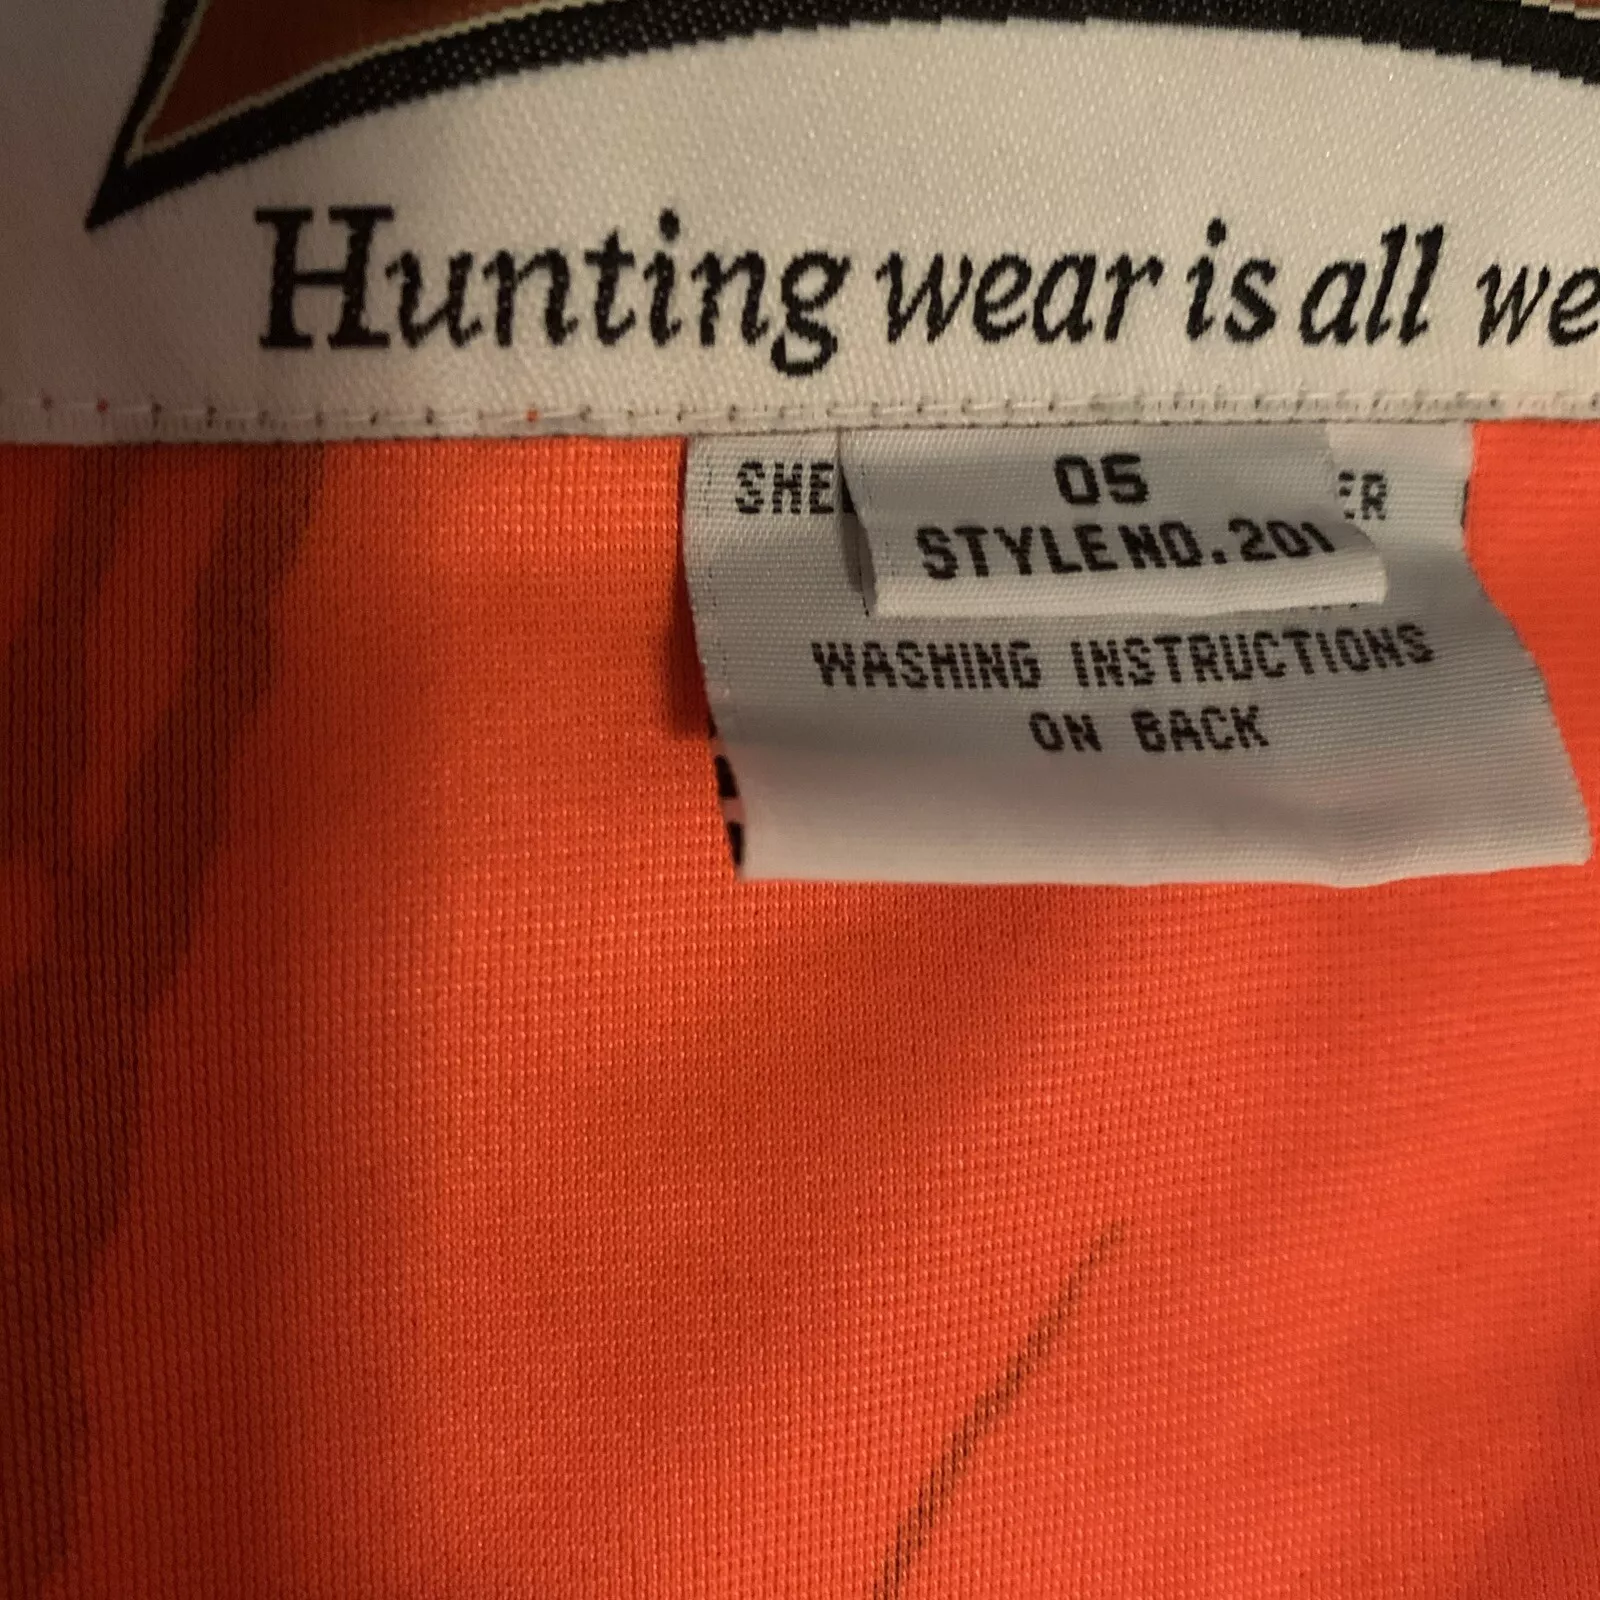 Hunting wear is all we
05
STYLE NO. 201
WASHING INSTRUCTIONS
ON BACK